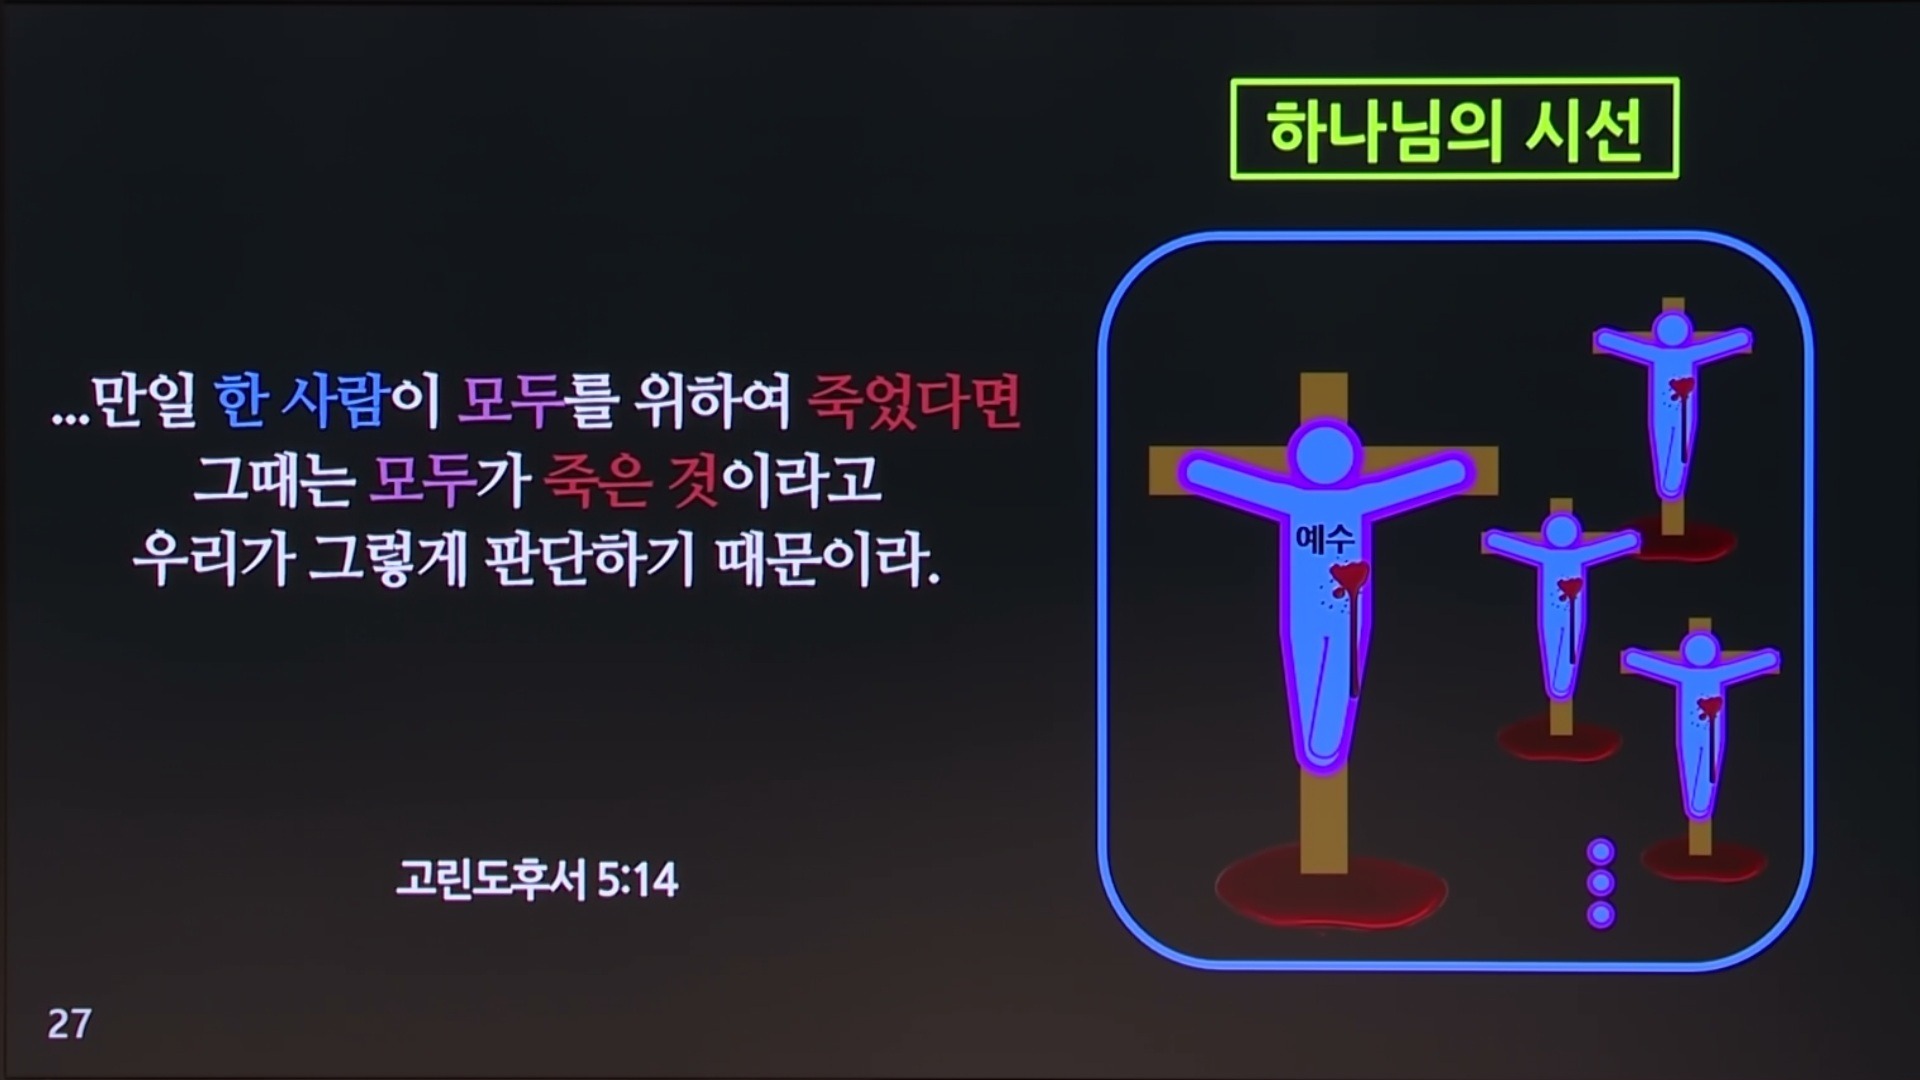 하나님의 시선
...만일 한 사람이 모두를 위하여 죽었다면
그때는 모두가 죽은 것이라고
우리가 그렇게 판단하기 때문이라.
예수
고린도후서 5:14
27